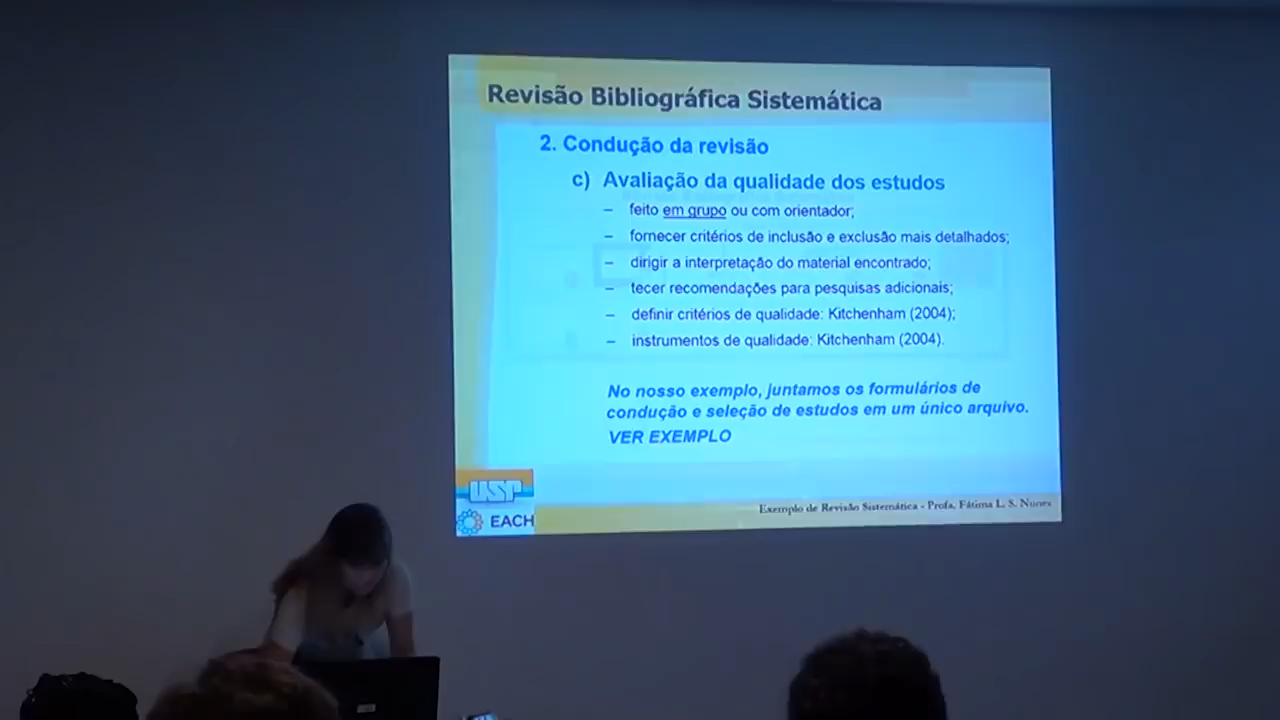 Revisão Bibliográfica Sistemática
2. Condução da revisão
c) Avaliação da qualidade dos estudos
– feito em grupo ou com orientador;
– fornecer critérios de inclusão e exclusão mais detalhados;
– dirigir a interpretação do material encontrado;
– tecer recomendações para pesquisas adicionais;
– definir critérios de qualidade: Kitchenham (2004);
– instrumentos de qualidade: Kitchenham (2004).
No nosso exemplo, juntamos os formulários de
condução e seleção de estudos em um único arquivo.
VER EXEMPLO
USP
EACH
Exemplo de Revisão Sistemática - Profa. Fátima L. S. Nunes